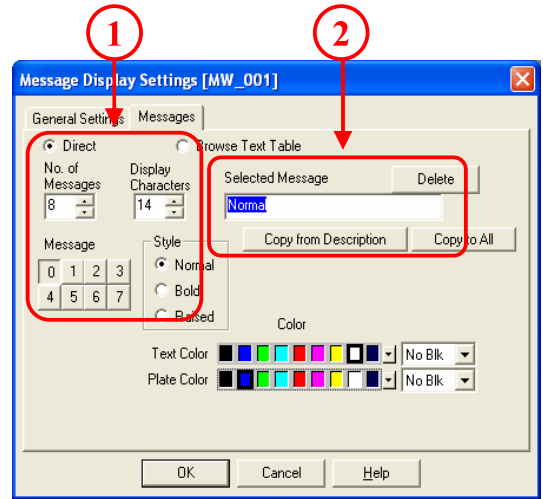 1 2
Message Display Settings [MW_001]
General Settings Messages
Direct Browse Text Table
No. of Messages
Display Characters
8 14
Selected Message Delete
Normal
Copy from Description Copy to All
Message
0 1 2 3
4 5 6 7
Style
Normal
Bold
Raised
Color
Text Color No Blk
Plate Color No Blk
OK Cancel Help